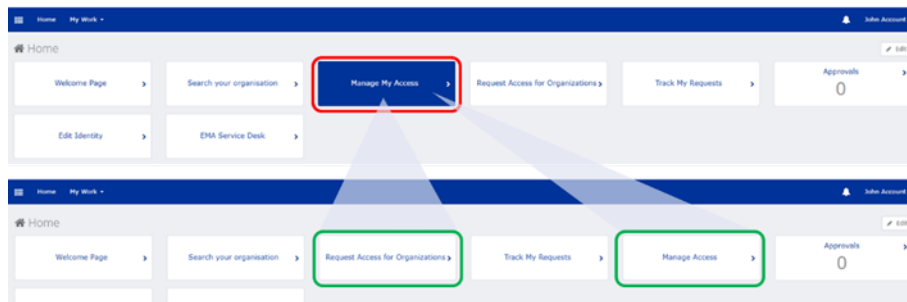 Home My Work John Account
Home Edit
Welcome Page Search your organisation Manage My Access Request Access for Organizations Track My Requests Approvals 0
Edit Identity EMA Service Desk
Home My Work John Account
Home Edit
Welcome Page Search your organisation Request Access for Organizations Track My Requests Manage Access Approvals 0